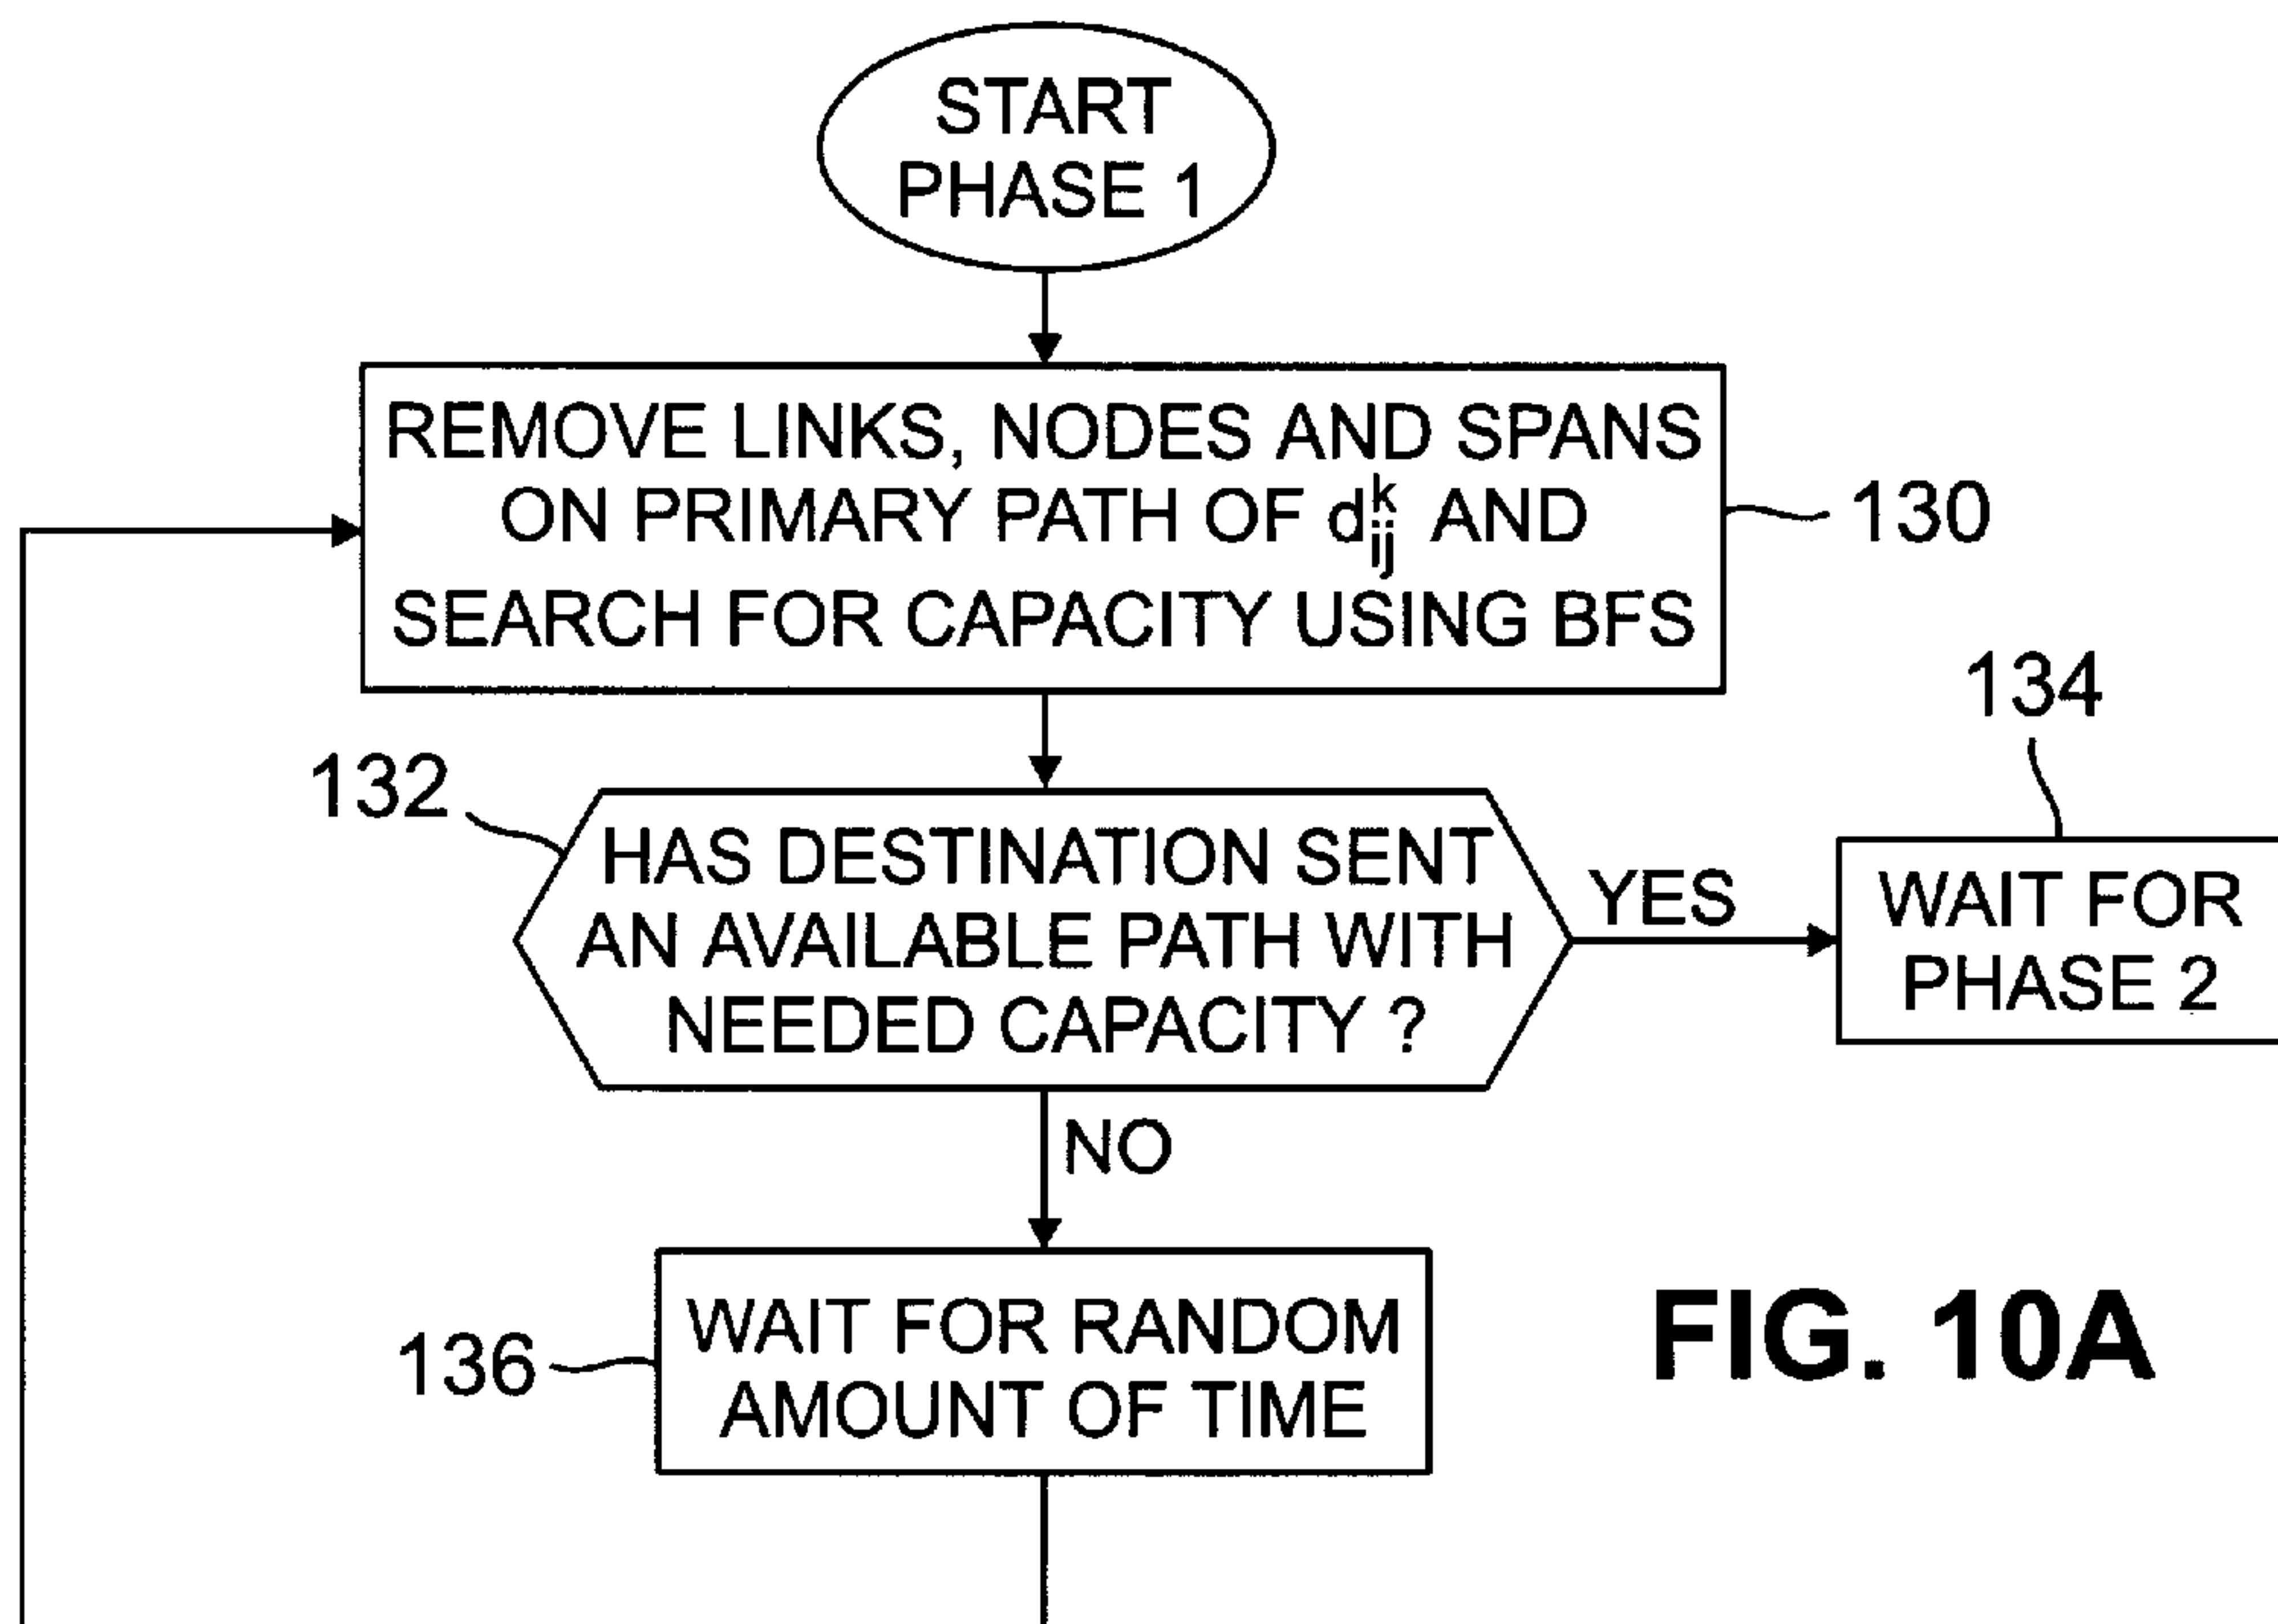 START
PHASE 1
REMOVE LINKS, NODES AND SPANS
ON PRIMARY PATH OF d^k_ij AND
SEARCH FOR CAPACITY USING BFS
130
132
HAS DESTINATION SENT
AN AVAILABLE PATH WITH
NEEDED CAPACITY ?
YES
134
WAIT FOR
PHASE 2
NO
136
WAIT FOR RANDOM
AMOUNT OF TIME
FIG. 10A